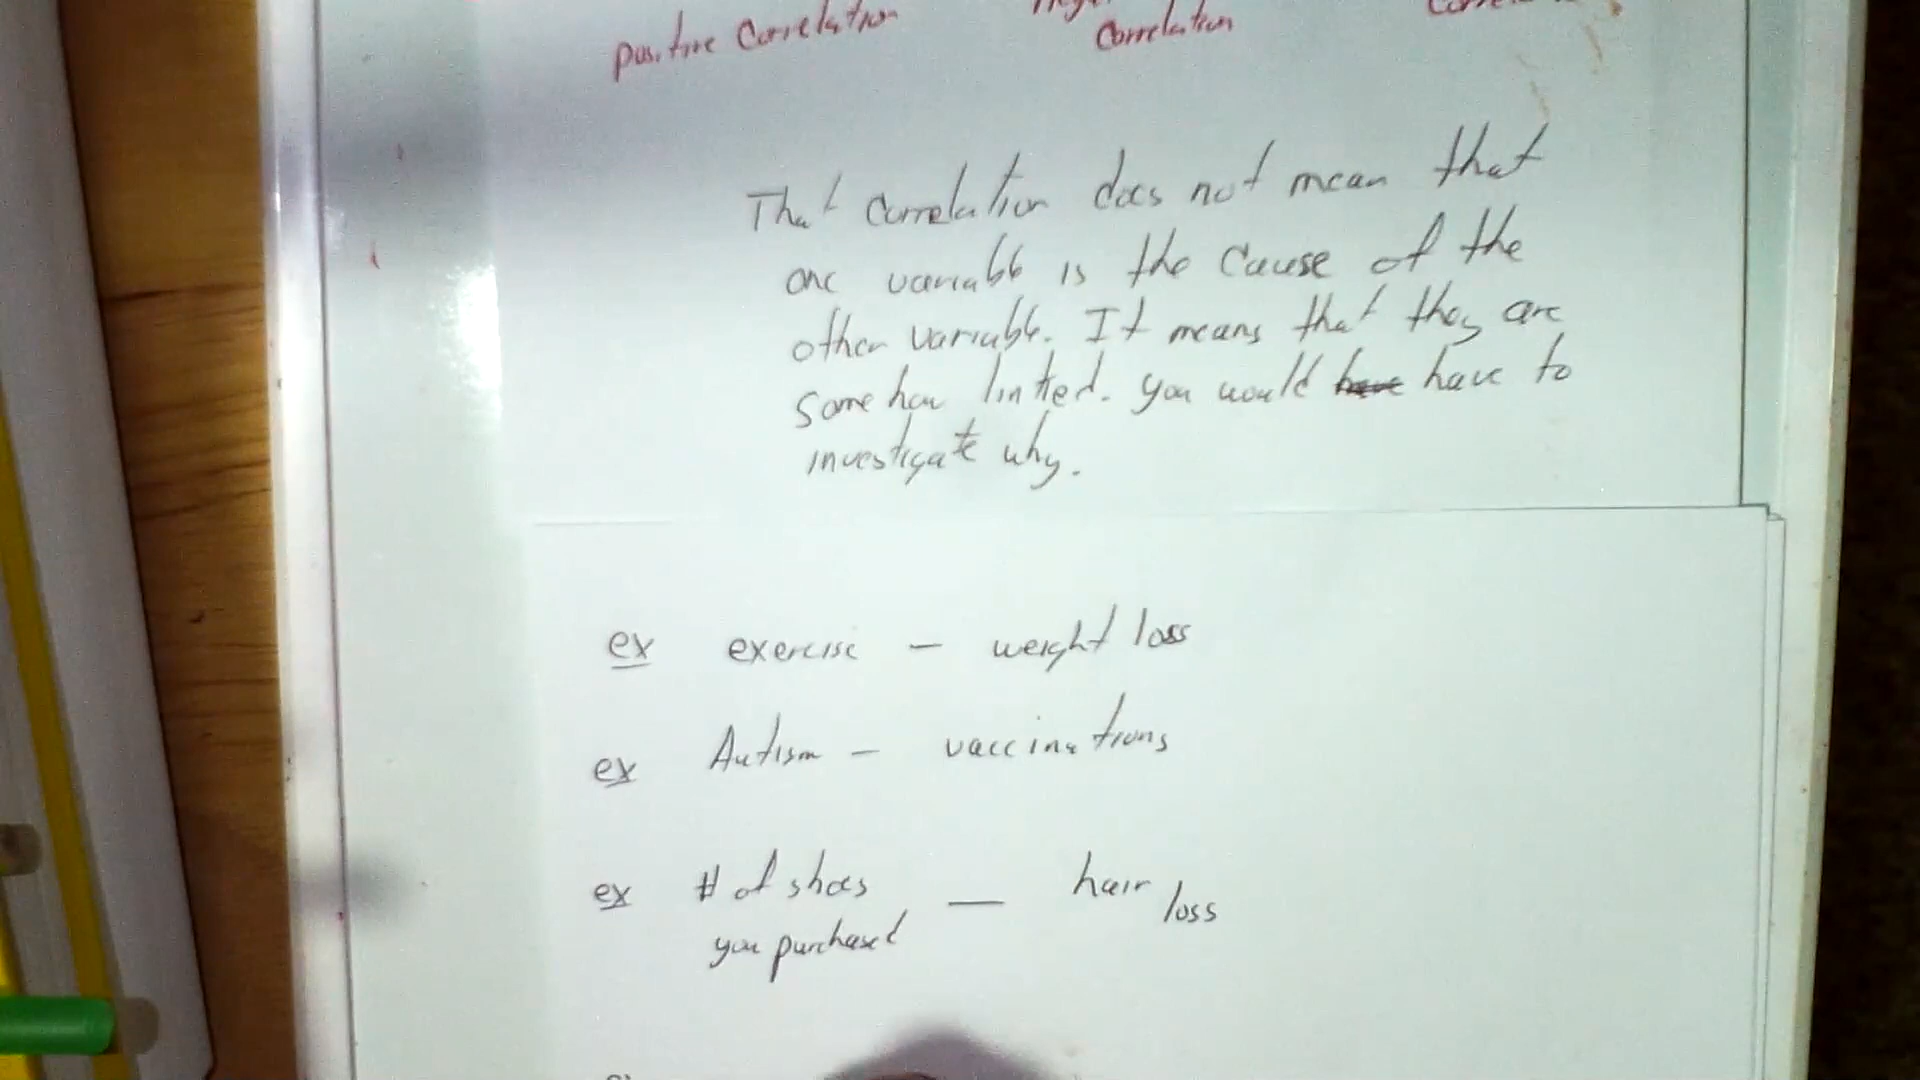 positive Correlation
Correlation
That Correlation does not mean that
one variable is the Cause of the
other variable. It means that they are
some how linked. you would have have to
investigate why.
ex exercise — weight loss
ex Autism — vaccinations
ex # of shoes — hair loss
you purchased